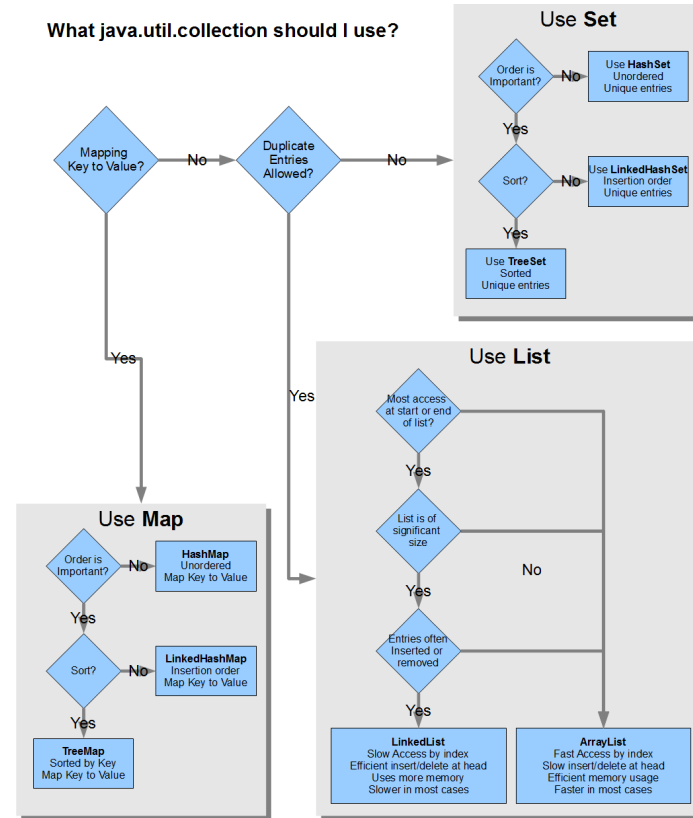 What java.util.collection should I use?
Use Set
Order is
Important?
No
Use HashSet
Unordered
Unique entries
Yes
Sort?
No
Use LinkedHashSet
Insertion order
Unique entries
Yes
Use TreeSet
Sorted
Unique entries
Mapping
Key to Value?
No
Duplicate
Entries
Allowed?
No
Yes
Yes
Use List
Most access
at start or end
of list?
Yes
List is of
significant
size
No
Yes
Entries often
Inserted or
removed
Yes
LinkedList
Slow Access by index
Efficient insert/delete at head
Uses more memory
Slower in most cases
ArrayList
Fast Access by index
Slow insert/delete at head
Efficient memory usage
Faster in most cases
Use Map
Order is
Important?
No
HashMap
Unordered
Map Key to Value
Yes
Sort?
No
LinkedHashMap
Insertion order
Map Key to Value
Yes
TreeMap
Sorted by Key
Map Key to Value